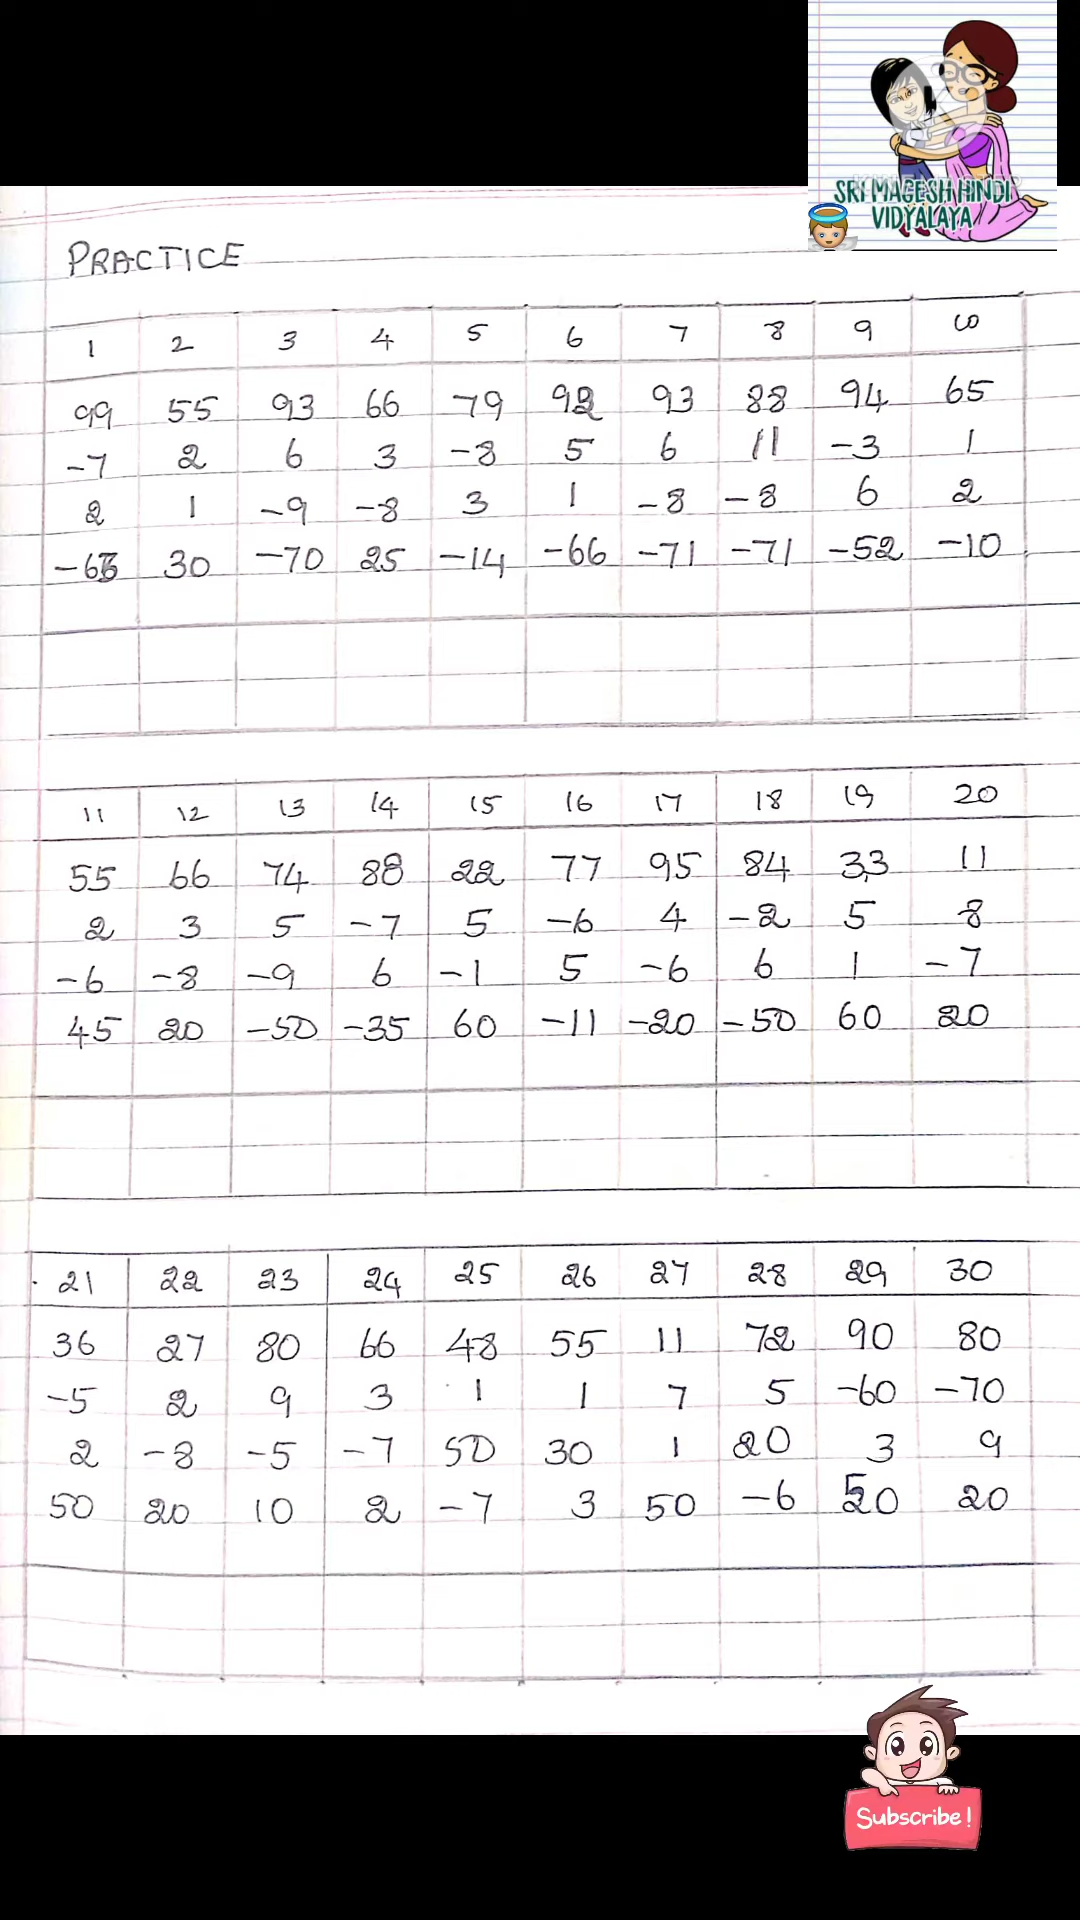 SRI MAGESH HINDI
VIDYALAYA
PRACTICE
1 2 3 4 5 6 7 8 9 10
99 55 93 66 79 92 93 88 94 65
-7 2 6 3 -8 5 6 11 -3 1
2 1 -9 -8 3 1 -8 -8 6 2
30 -70 25 -14 -66 -71 -71 -52 -10
11 12 13 14 15 16 17 18 19 20
55 66 74 88 22 77 95 84 33 11
2 3 5 -7 5 -6 4 -2 5 8
-6 -8 -9 6 -1 5 -6 6 1 -7
45 20 -50 -35 60 -11 -20 -50 60 20
21 22 23 24 25 26 27 28 29 30
36 27 80 66 48 55 11 72 90 80
-5 2 9 3 1 1 7 5 -60 -70
2 -8 -5 -7 50 30 1 20 3 9
50 20 10 2 -7 3 50 -6 50 20
Subscribe!